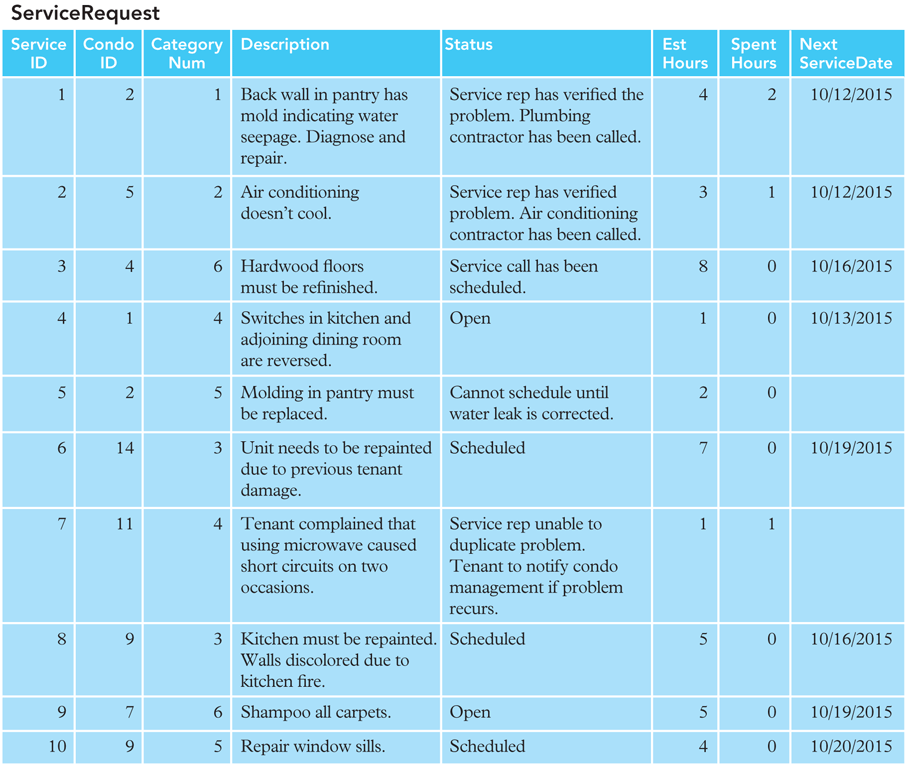 ServiceRequest
Service ID | Condo ID | Category Num | Description | Status | Est Hours | Spent Hours | Next ServiceDate
1 | 2 | 1 | Back wall in pantry has mold indicating water seepage. Diagnose and repair. | Service rep has verified the problem. Plumbing contractor has been called. | 4 | 2 | 10/12/2015
2 | 5 | 2 | Air conditioning doesn’t cool. | Service rep has verified problem. Air conditioning contractor has been called. | 3 | 1 | 10/12/2015
3 | 4 | 6 | Hardwood floors must be refinished. | Service call has been scheduled. | 8 | 0 | 10/16/2015
4 | 1 | 4 | Switches in kitchen and adjoining dining room are reversed. | Open | 1 | 0 | 10/13/2015
5 | 2 | 5 | Molding in pantry must be replaced. | Cannot schedule until water leak is corrected. | 2 | 0 |
6 | 14 | 3 | Unit needs to be repainted due to previous tenant damage. | Scheduled | 7 | 0 | 10/19/2015
7 | 11 | 4 | Tenant complained that using microwave caused short circuits on two occasions. | Service rep unable to duplicate problem. Tenant to notify condo management if problem recurs. | 1 | 1 |
8 | 9 | 3 | Kitchen must be repainted. Walls discolored due to kitchen fire. | Scheduled | 5 | 0 | 10/16/2015
9 | 7 | 6 | Shampoo all carpets. | Open | 5 | 0 | 10/19/2015
10 | 9 | 5 | Repair window sills. | Scheduled | 4 | 0 | 10/20/2015